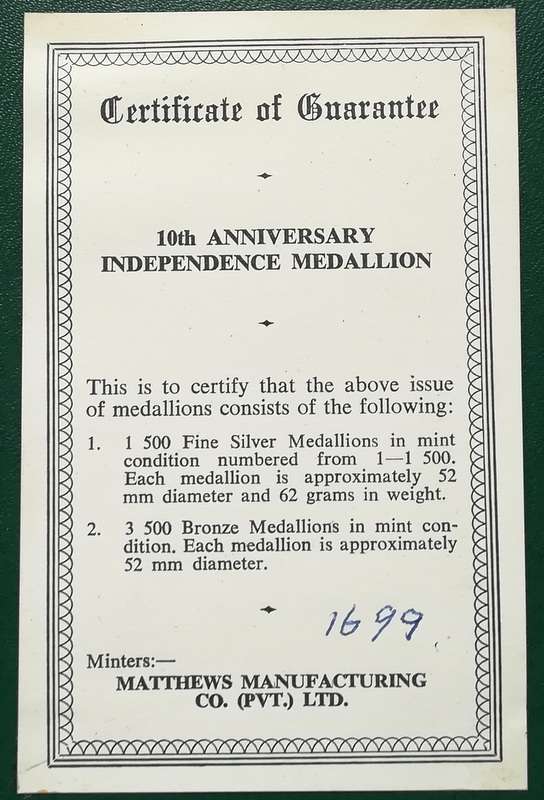 Certificate of Guarantee
10th ANNIVERSARY
INDEPENDENCE MEDALLION
This is to certify that the above issue
of medallions consists of the following:
1. 1 500 Fine Silver Medallions in mint
condition numbered from 1—1 500.
Each medallion is approximately 52
mm diameter and 62 grams in weight.
2. 3 500 Bronze Medallions in mint con-
dition. Each medallion is approximately
52 mm diameter.
1699
Minters:—
MATTHEWS MANUFACTURING
CO. (PVT.) LTD.